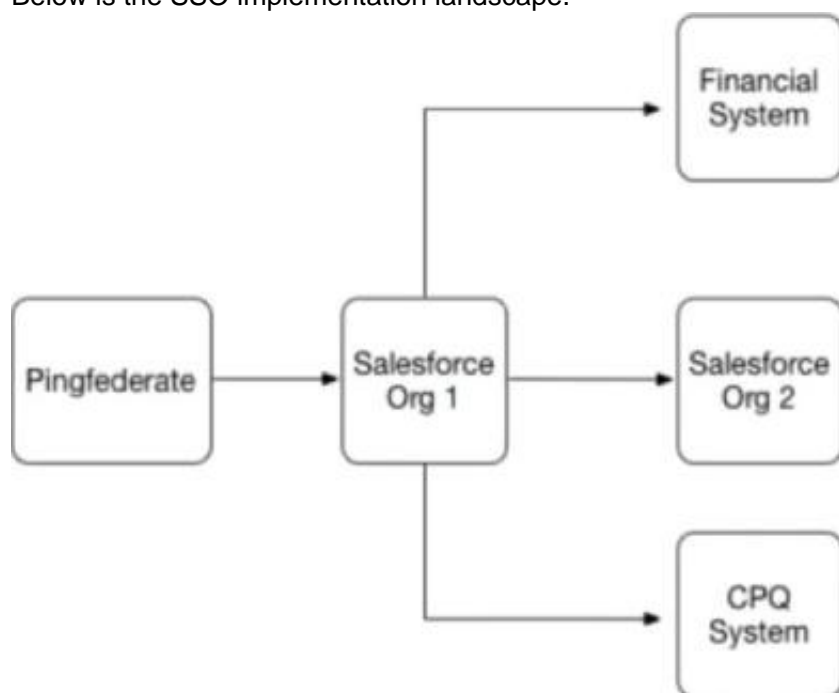 Below is the SSO implementation landscape.
Financial
System
Pingfederate
Salesforce
Org 1
Salesforce
Org 2
CPQ
System